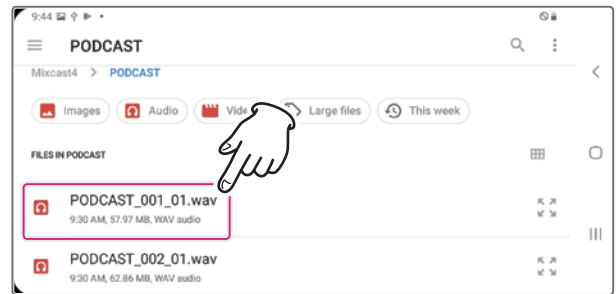 9:44
PODCAST
Mixcast4 > PODCAST
Images Audio Vide Large files This week
FILES IN PODCAST
PODCAST_001_01.wav
9:30 AM, 57.97 MB, WAV audio
PODCAST_002_01.wav
9:30 AM, 62.86 MB, WAV audio